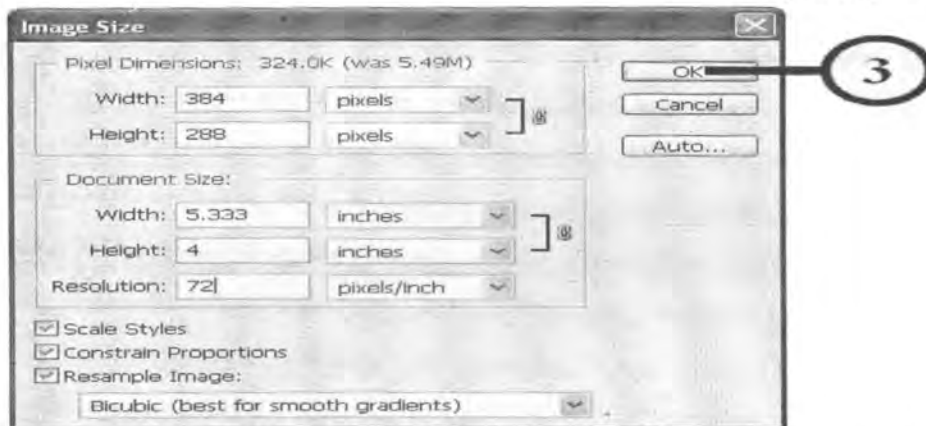 Image Size
Pixel Dimensions: 324.0K (was 5.49M)
Width: 384 pixels
Height: 288 pixels
OK
3
Cancel
Auto...
Document Size:
Width: 5.333 inches
Height: 4 inches
Resolution: 72 pixels/inch
Scale Styles
Constrain Proportions
Resample Image:
Bicubic (best for smooth gradients)